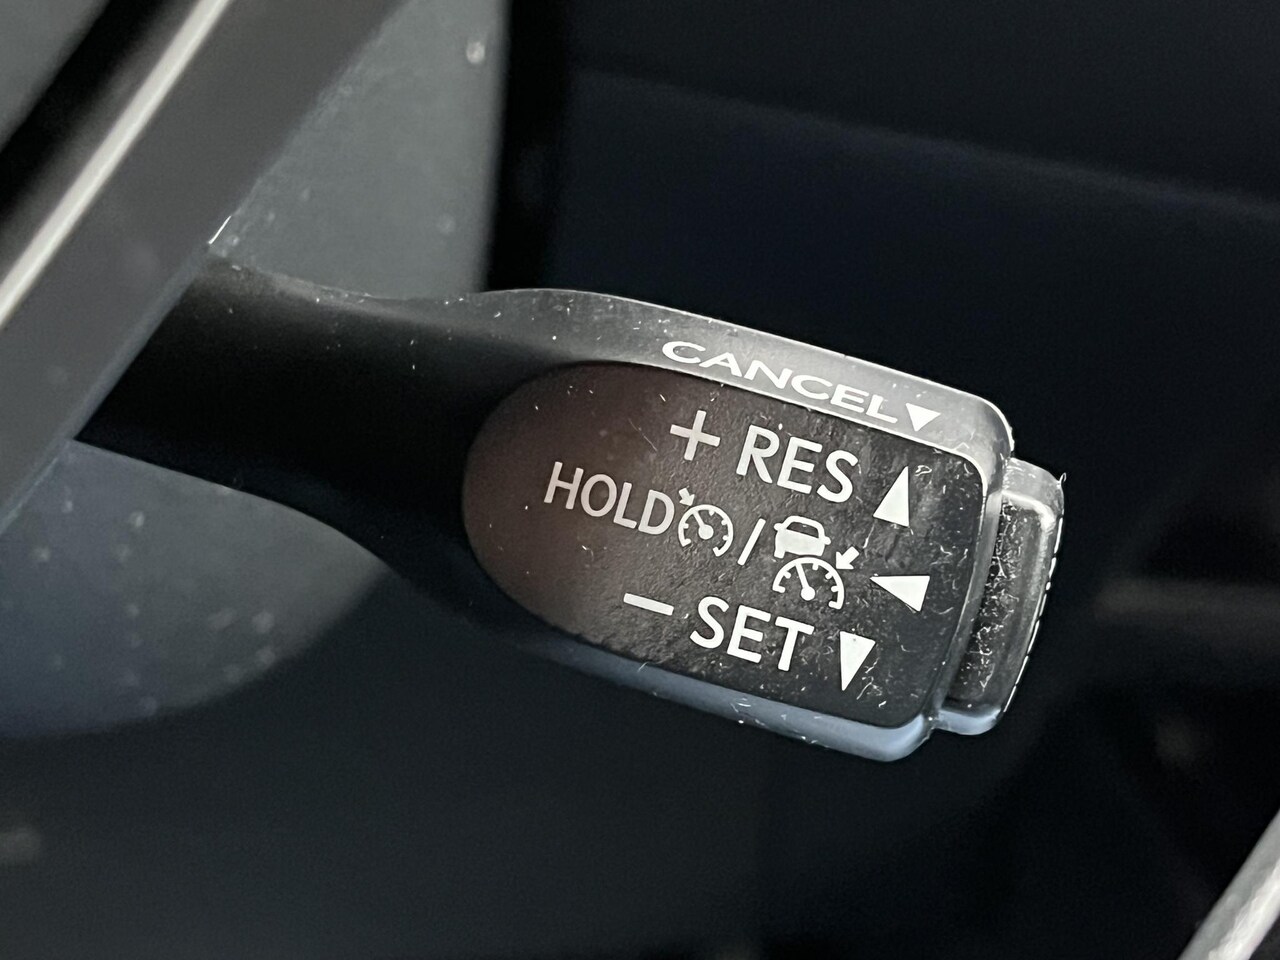 CANCEL▼
+ RES ▲
HOLD / ◀
− SET ▼